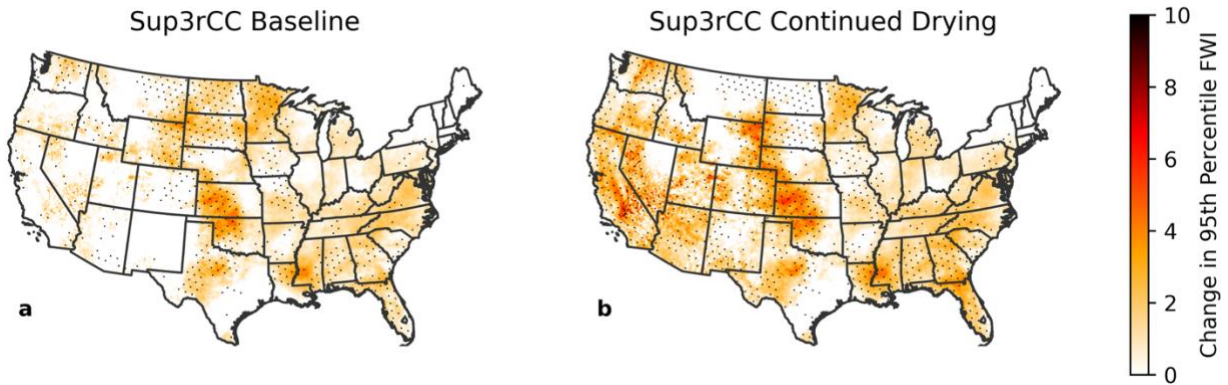 Sup3rCC Baseline
Sup3rCC Continued Drying
a
b
10
8
6
4
2
0
Change in 95th Percentile FWI